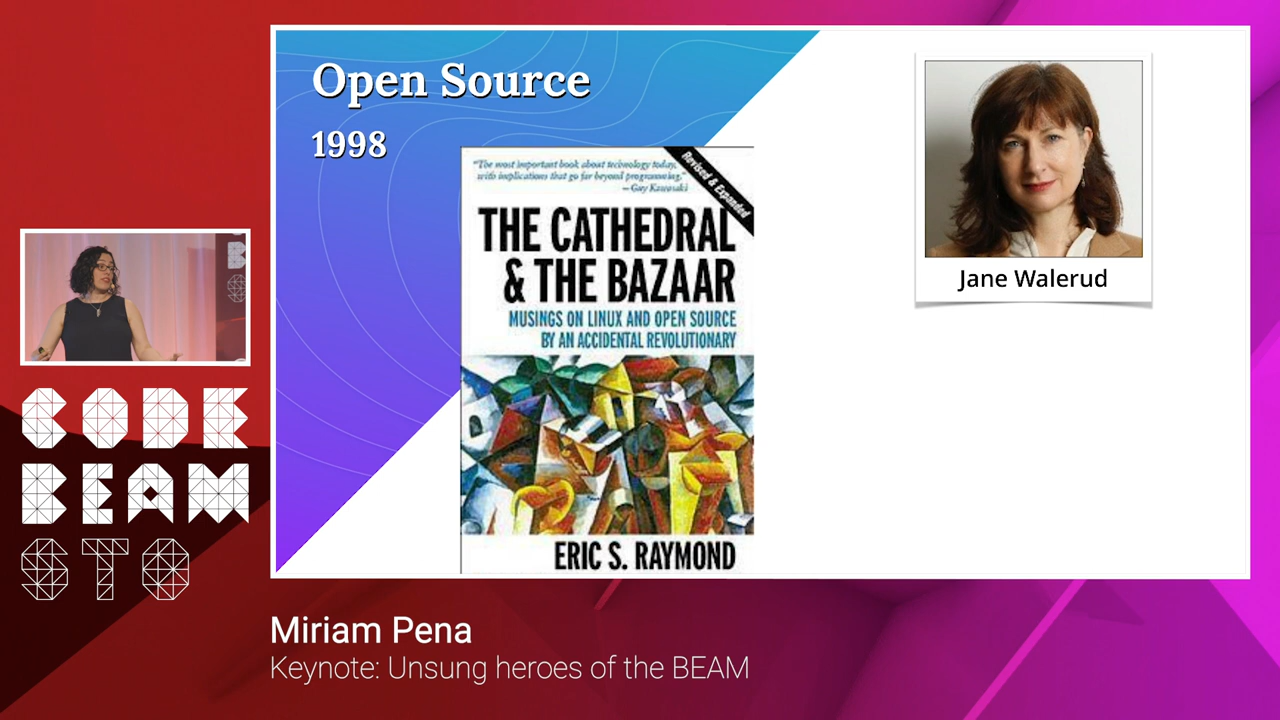 Open Source
1998
"The most important book about technology today,
with implications that go far beyond programming."
—Guy Kawasaki
Revised & Expanded
THE CATHEDRAL
& THE BAZAAR
MUSINGS ON LINUX AND OPEN SOURCE
BY AN ACCIDENTAL REVOLUTIONARY
ERIC S. RAYMOND
Jane Walerud
CODE
BEAM
STO
Miriam Pena
Keynote: Unsung heroes of the BEAM